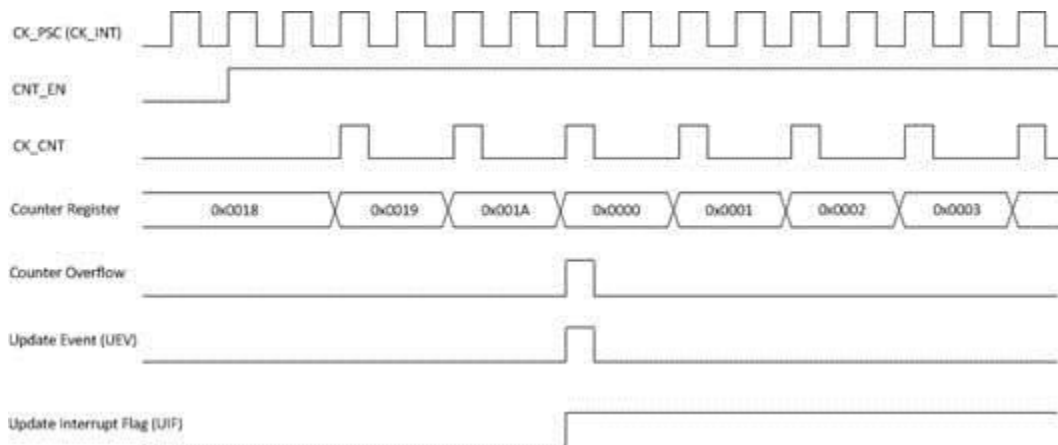 CK_PSC (CK_INT)
CNT_EN
CK_CNT
Counter Register 0x0018 0x0019 0x001A 0x0000 0x0001 0x0002 0x0003
Counter Overflow
Update Event (UEV)
Update Interrupt Flag (UIF)